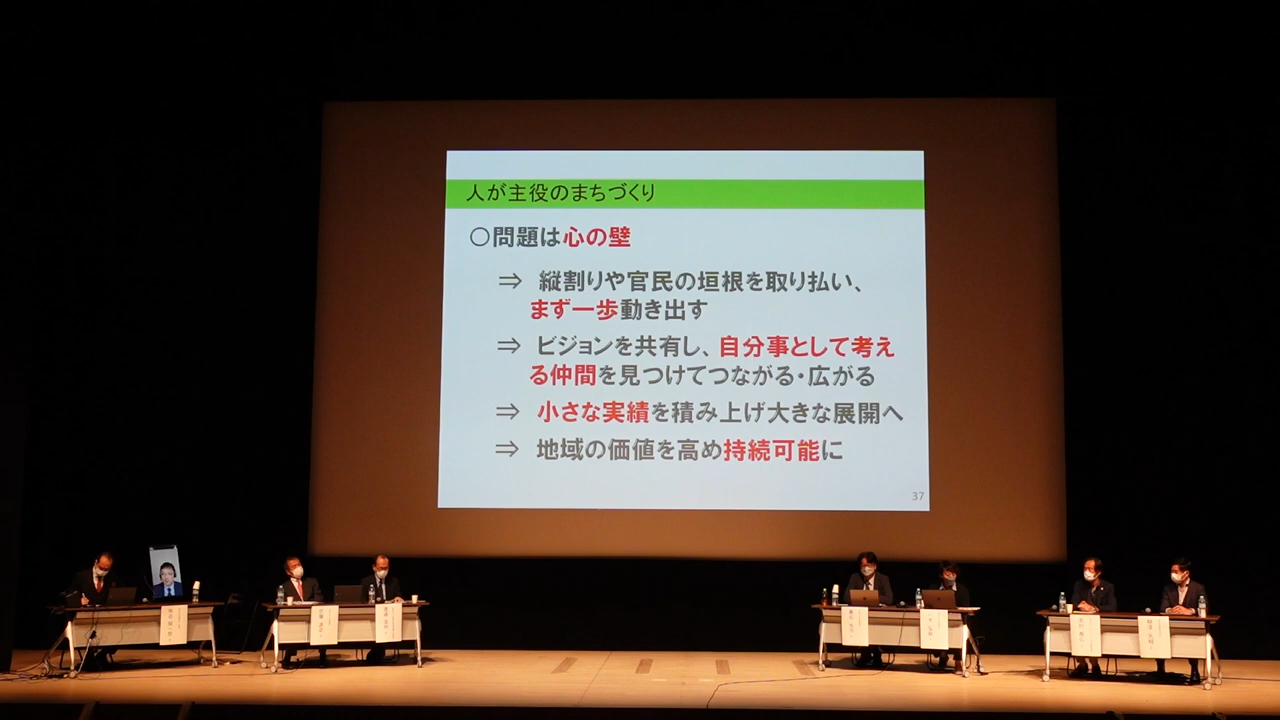 人が主役のまちづくり
○問題は心の壁
⇒ 縦割りや官民の垣根を取り払い、
まず一歩動き出す
⇒ ビジョンを共有し、自分事として考え
る仲間を見つけてつながる・広がる
⇒ 小さな実績を積み上げ大きな展開へ
⇒ 地域の価値を高め持続可能に
37